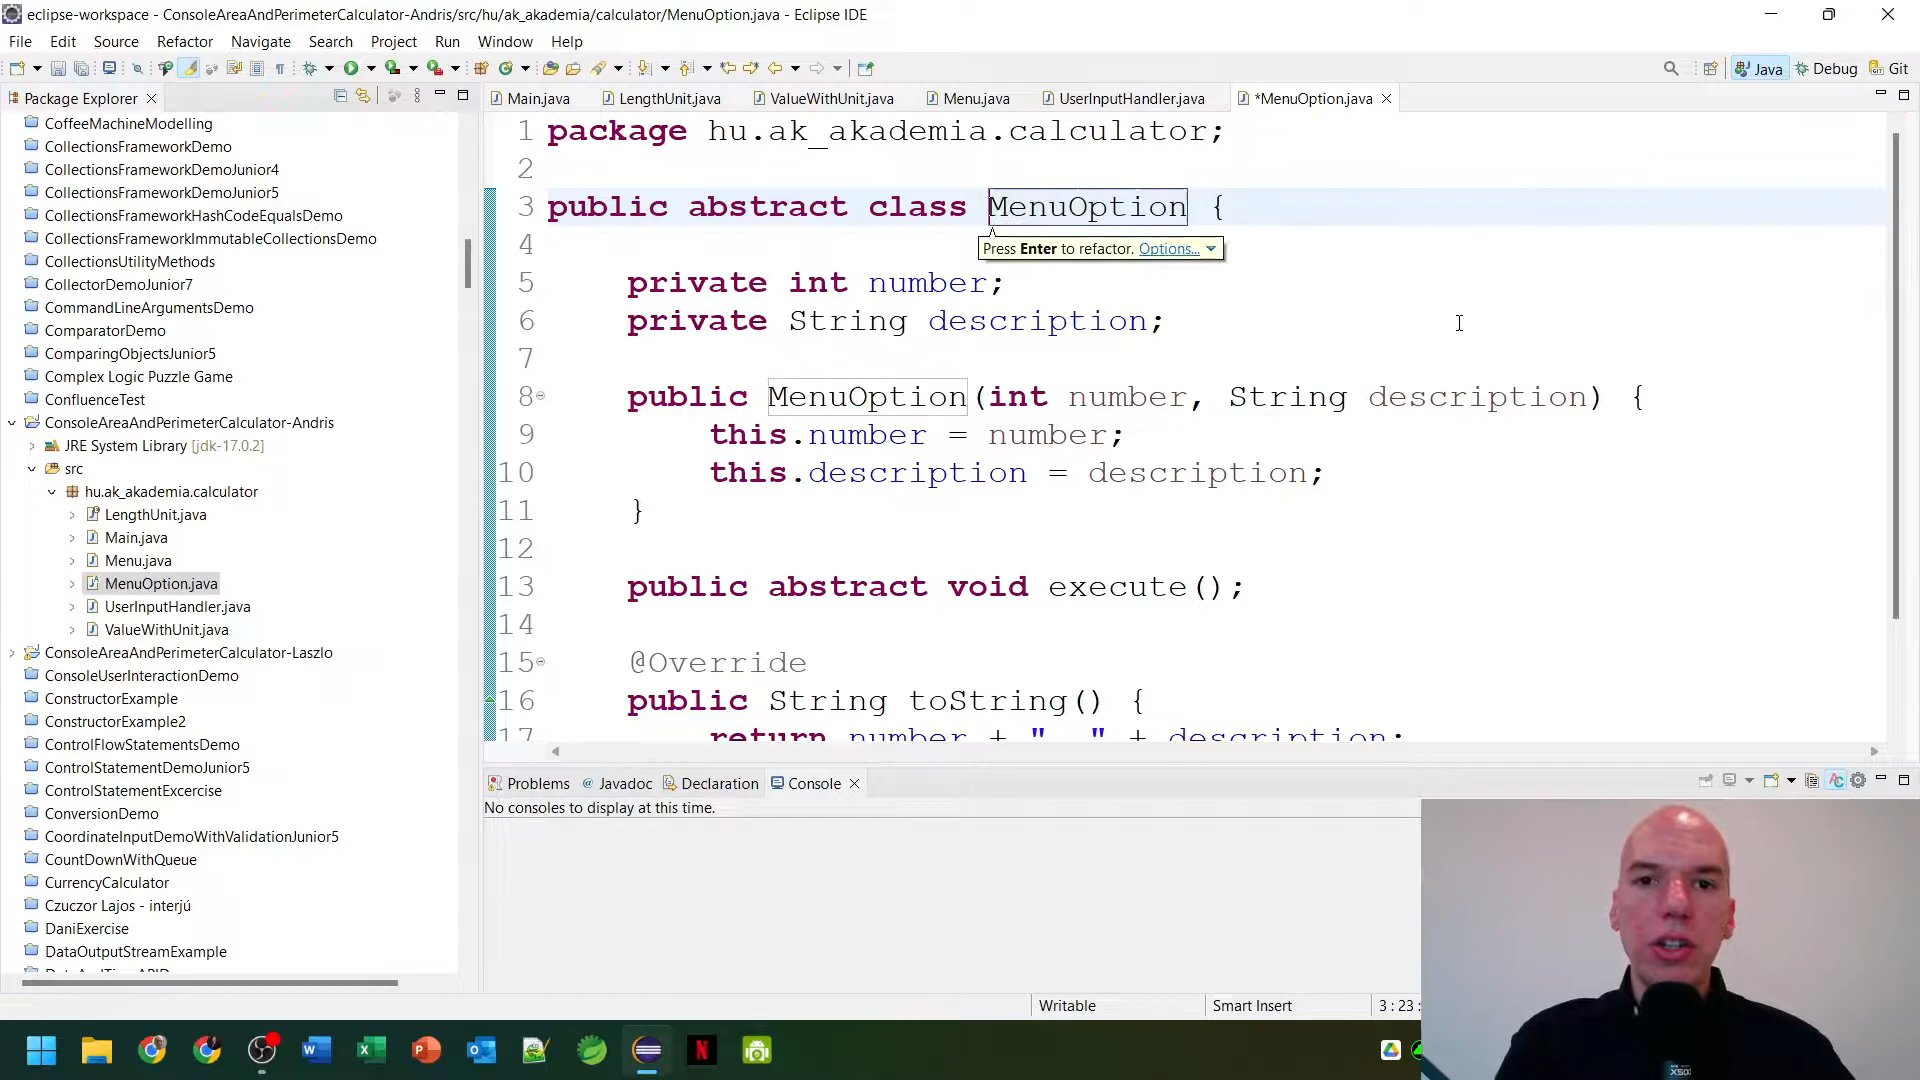 eclipse-workspace - ConsoleAreaAndPerimeterCalculator-Andris/src/hu/ak_akademia/calculator/MenuOption.java - Eclipse IDE
File Edit Source Refactor Navigate Search Project Run Window Help
Java Debug Git
Package Explorer
Main.java LengthUnit.java ValueWithUnit.java Menu.java UserInputHandler.java *MenuOption.java
CoffeeMachineModelling
CollectionsFrameworkDemo
CollectionsFrameworkDemoJunior4
CollectionsFrameworkDemoJunior5
CollectionsFrameworkHashCodeEqualsDemo
CollectionsFrameworkImmutableCollectionsDemo
CollectionsUtilityMethods
CollectorDemoJunior7
CommandLineArgumentsDemo
ComparatorDemo
ComparingObjectsJunior5
Complex Logic Puzzle Game
ConfluenceTest
ConsoleAreaAndPerimeterCalculator-Andris
JRE System Library [jdk-17.0.2]
src
hu.ak_akademia.calculator
LengthUnit.java
Main.java
Menu.java
MenuOption.java
UserInputHandler.java
ValueWithUnit.java
ConsoleAreaAndPerimeterCalculator-Laszlo
ConsoleUserInteractionDemo
ConstructorExample
ConstructorExample2
ControlFlowStatementsDemo
ControlStatementDemoJunior5
ControlStatementExcercise
ConversionDemo
CoordinateInputDemoWithValidationJunior5
CountDownWithQueue
CurrencyCalculator
Czuczor Lajos - interjú
DaniExercise
DataOutputStreamExample
1 package hu.ak_akademia.calculator;
2
3 public abstract class MenuOption {
Press Enter to refactor. Options...
4
5 private int number;
6 private String description;
7
8 public MenuOption(int number, String description) {
9 this.number = number;
10 this.description = description;
11 }
12
13 public abstract void execute();
14
15 @Override
16 public String toString() {
17 return number + ". " + description;
Problems Javadoc Declaration Console
No consoles to display at this time.
Writable Smart Insert 3 : 23 :